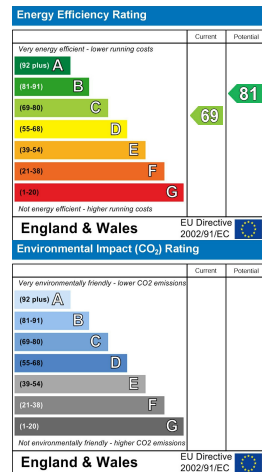 Energy Efficiency Rating
Current Potential
Very energy efficient - lower running costs
(92 plus) A
(81-91) B
(69-80) C
(55-68) D
(39-54) E
(21-38) F
(1-20) G
69
81
Not energy efficient - higher running costs
England & Wales
EU Directive
2002/91/EC
Environmental Impact (CO₂) Rating
Current Potential
Very environmentally friendly - lower CO2 emissions
(92 plus) A
(81-91) B
(69-80) C
(55-68) D
(39-54) E
(21-38) F
(1-20) G
Not environmentally friendly - higher CO2 emissions
England & Wales
EU Directive
2002/91/EC